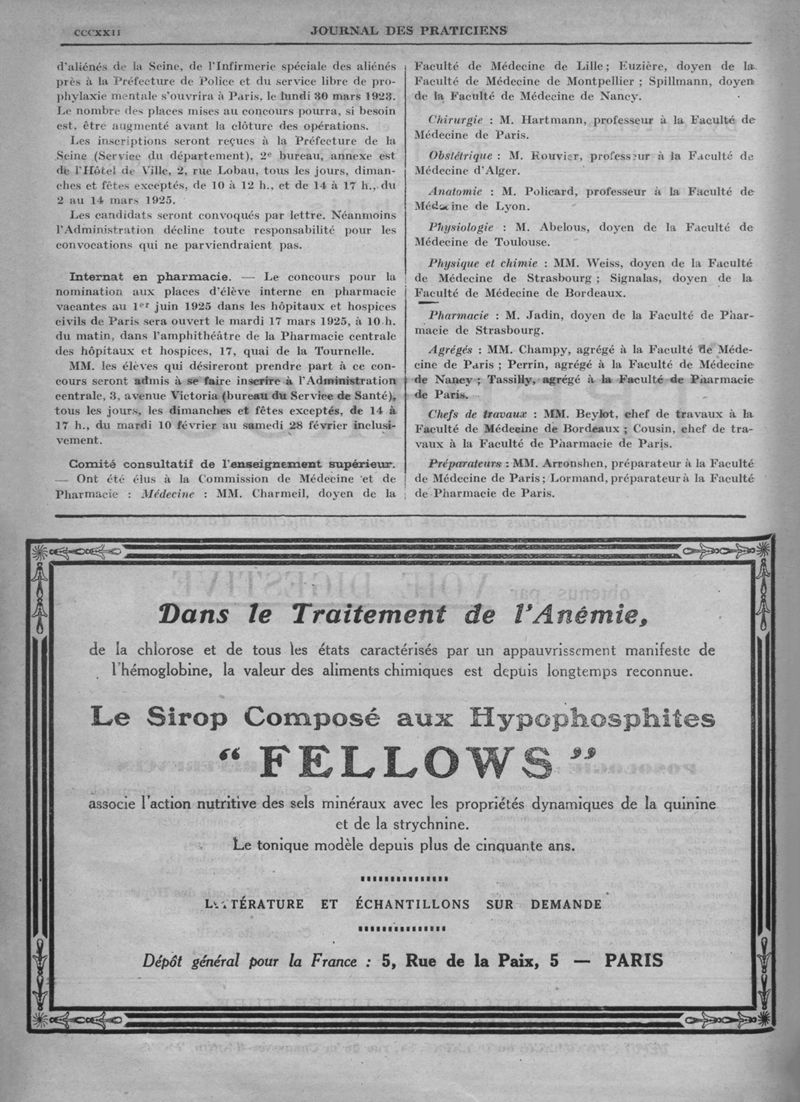 CCCXXII
JOURNAL DES PRATICIENS
d'aliénés de la Seine, de l'Infirmerie spéciale des aliénés
près à la Préfecture de Police et du service libre de pro-
phylaxie mentale s'ouvrira à Paris, le lundi 30 mars 1923.
Le nombre des places mises au concours pourra, si besoin
est, être augmenté avant la clôture des opérations.
Les inscriptions seront reçues à la Préfecture de la
Seine (Service du département), 2e bureau, annexe est
de l'Hôtel de Ville, 2, rue Lobau, tous les jours, diman-
ches et fêtes exceptés, de 10 à 12 h., et de 14 à 17 h., du
2 au 14 mars 1925.
Les candidats seront convoqués par lettre. Néanmoins
l'Administration décline toute responsabilité pour les
convocations qui ne parviendraient pas.
Internat en pharmacie. — Le concours pour la
nomination aux places d'élève interne en pharmacie
vacantes au 1er juin 1925 dans les hôpitaux et hospices
civils de Paris sera ouvert le mardi 17 mars 1925, à 10 h.
du matin, dans l'amphithéâtre de la Pharmacie centrale
des hôpitaux et hospices, 17, quai de la Tournelle.
MM. les élèves qui désireront prendre part à ce con-
cours seront admis à se faire inscrire à l'Administration
centrale, 3, avenue Victoria (bureau du Service de Santé),
tous les jours, les dimanches et fêtes exceptés, de 14 à
17 h., du mardi 10 février au samedi 28 février inclusi-
vement.
Comité consultatif de l'enseignement supérieur.
— Ont été élus à la Commission de Médecine et de
Pharmacie : Médecine : MM. Charmeil, doyen de la
Faculté de Médecine de Lille ; Euzière, doyen de la
Faculté de Médecine de Montpellier ; Spillmann, doyen
de la Faculté de Médecine de Nancy.
Chirurgie : M. Hartmann, professeur à la Faculté de
Médecine de Paris.
Obstétrique : M. Rouvier, professeur à la Faculté de
Médecine d'Alger.
Anatomie : M. Policard, professeur à la Faculté de
Médecine de Lyon.
Physiologie : M. Abelous, doyen de la Faculté de
Médecine de Toulouse.
Physique et chimie : MM. Weiss, doyen de la Faculté
de Médecine de Strasbourg ; Signalas, doyen de la
Faculté de Médecine de Bordeaux.
Pharmacie : M. Jadin, doyen de la Faculté de Phar-
macie de Strasbourg.
Agrégés : MM. Champy, agrégé à la Faculté de Méde-
cine de Paris ; Perrin, agrégé à la Faculté de Médecine
de Nancy ; Tassilly, agrégé à la Faculté de Pharmacie
de Paris.
Chefs de travaux : MM. Beylot, chef de travaux à la
Faculté de Médecine de Bordeaux ; Cousin, chef de tra-
vaux à la Faculté de Pharmacie de Paris.
Préparateurs : MM. Arronshen, préparateur à la Faculté
de Médecine de Paris ; Lormand, préparateur à la Faculté
de Pharmacie de Paris.
Dans le Traitement de l'Anémie,
de la chlorose et de tous les états caractérisés par un appauvrissement manifeste de
l'hémoglobine, la valeur des aliments chimiques est depuis longtemps reconnue.
Le Sirop Composé aux Hypophosphites
“ FELLOWS ”
associe l'action nutritive des sels minéraux avec les propriétés dynamiques de la quinine
et de la strychnine.
Le tonique modèle depuis plus de cinquante ans.
LITTÉRATURE ET ÉCHANTILLONS SUR DEMANDE
Dépôt général pour la France : 5, Rue de la Paix, 5 — PARIS